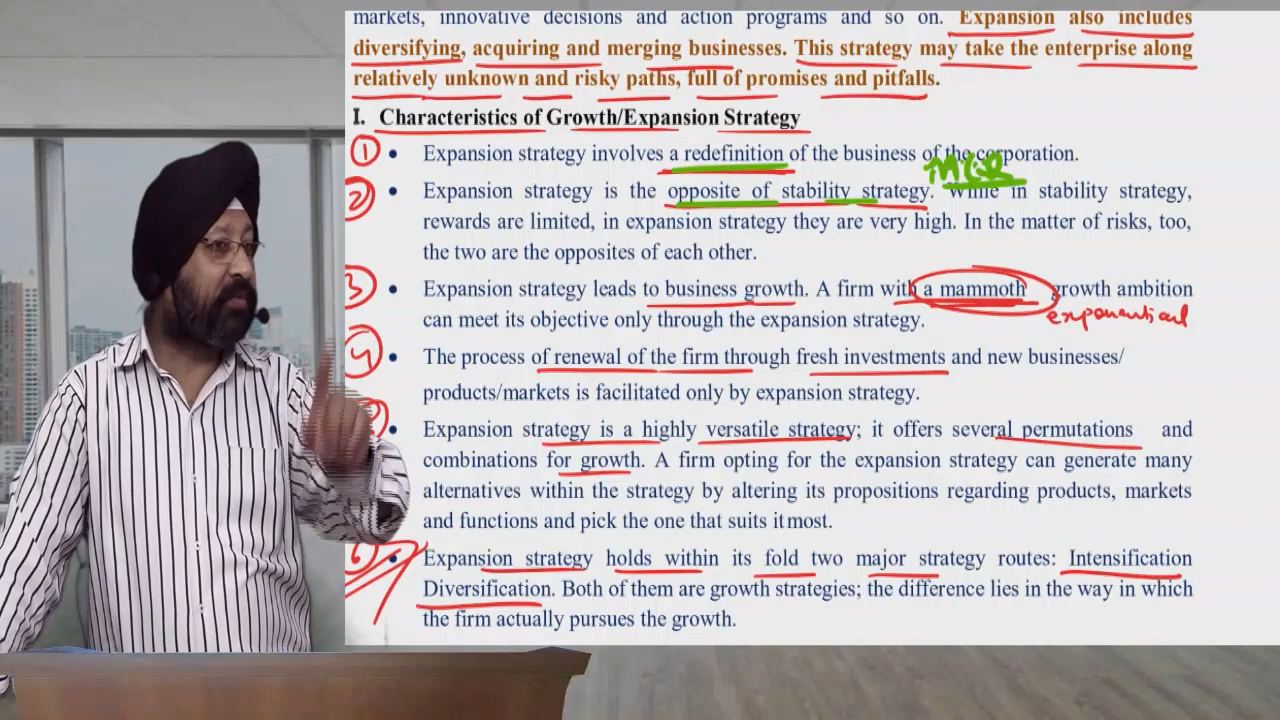 markets, innovative decisions and action programs and so on. Expansion also includes
diversifying, acquiring and merging businesses. This strategy may take the enterprise along
relatively unknown and risky paths, full of promises and pitfalls.
I. Characteristics of Growth/Expansion Strategy
1 • Expansion strategy involves a redefinition of the business of the corporation.
MCQ
2 • Expansion strategy is the opposite of stability strategy. While in stability strategy,
rewards are limited, in expansion strategy they are very high. In the matter of risks, too,
the two are the opposites of each other.
3 • Expansion strategy leads to business growth. A firm with a mammoth growth ambition
exponential
can meet its objective only through the expansion strategy.
4 • The process of renewal of the firm through fresh investments and new businesses/
products/markets is facilitated only by expansion strategy.
• Expansion strategy is a highly versatile strategy; it offers several permutations and
combinations for growth. A firm opting for the expansion strategy can generate many
alternatives within the strategy by altering its propositions regarding products, markets
and functions and pick the one that suits it most.
6 • Expansion strategy holds within its fold two major strategy routes: Intensification
Diversification. Both of them are growth strategies; the difference lies in the way in which
the firm actually pursues the growth.